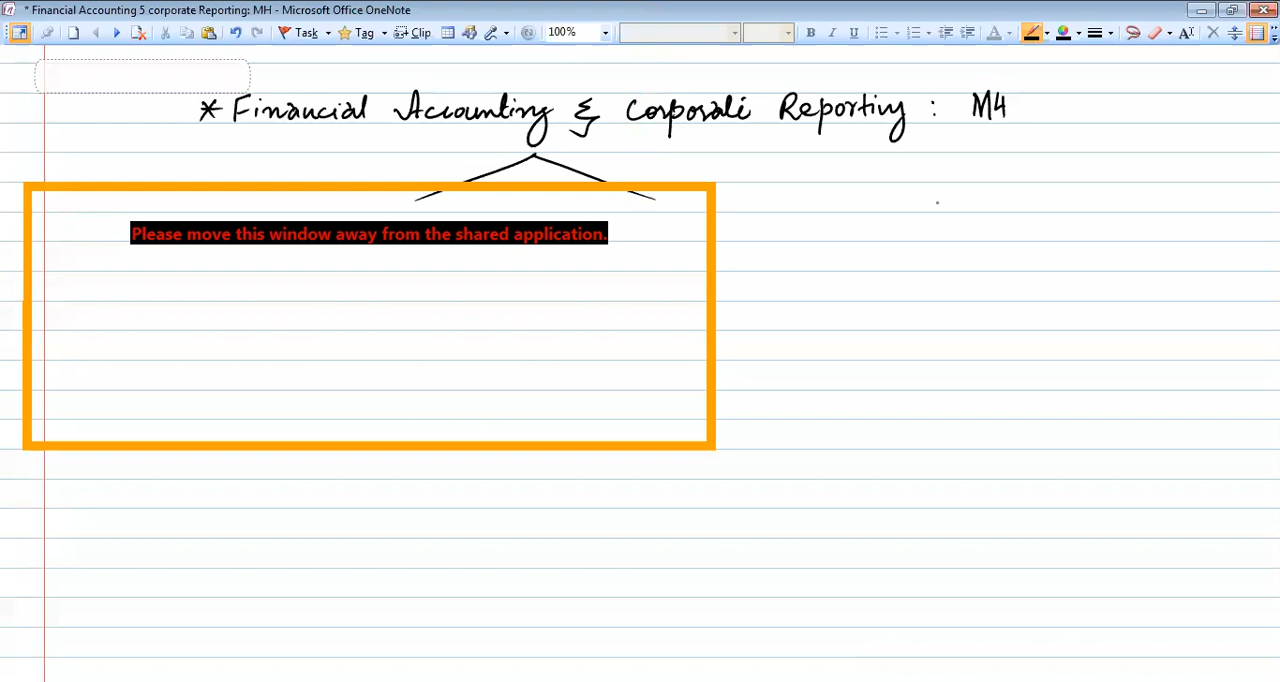 * Financial Accounting 5 corporate Reporting: MH - Microsoft Office OneNote
Task Tag Clip 100% B I U A A
* Financial Accounting & Corporate Reporting : M4
Please move this window away from the shared application.